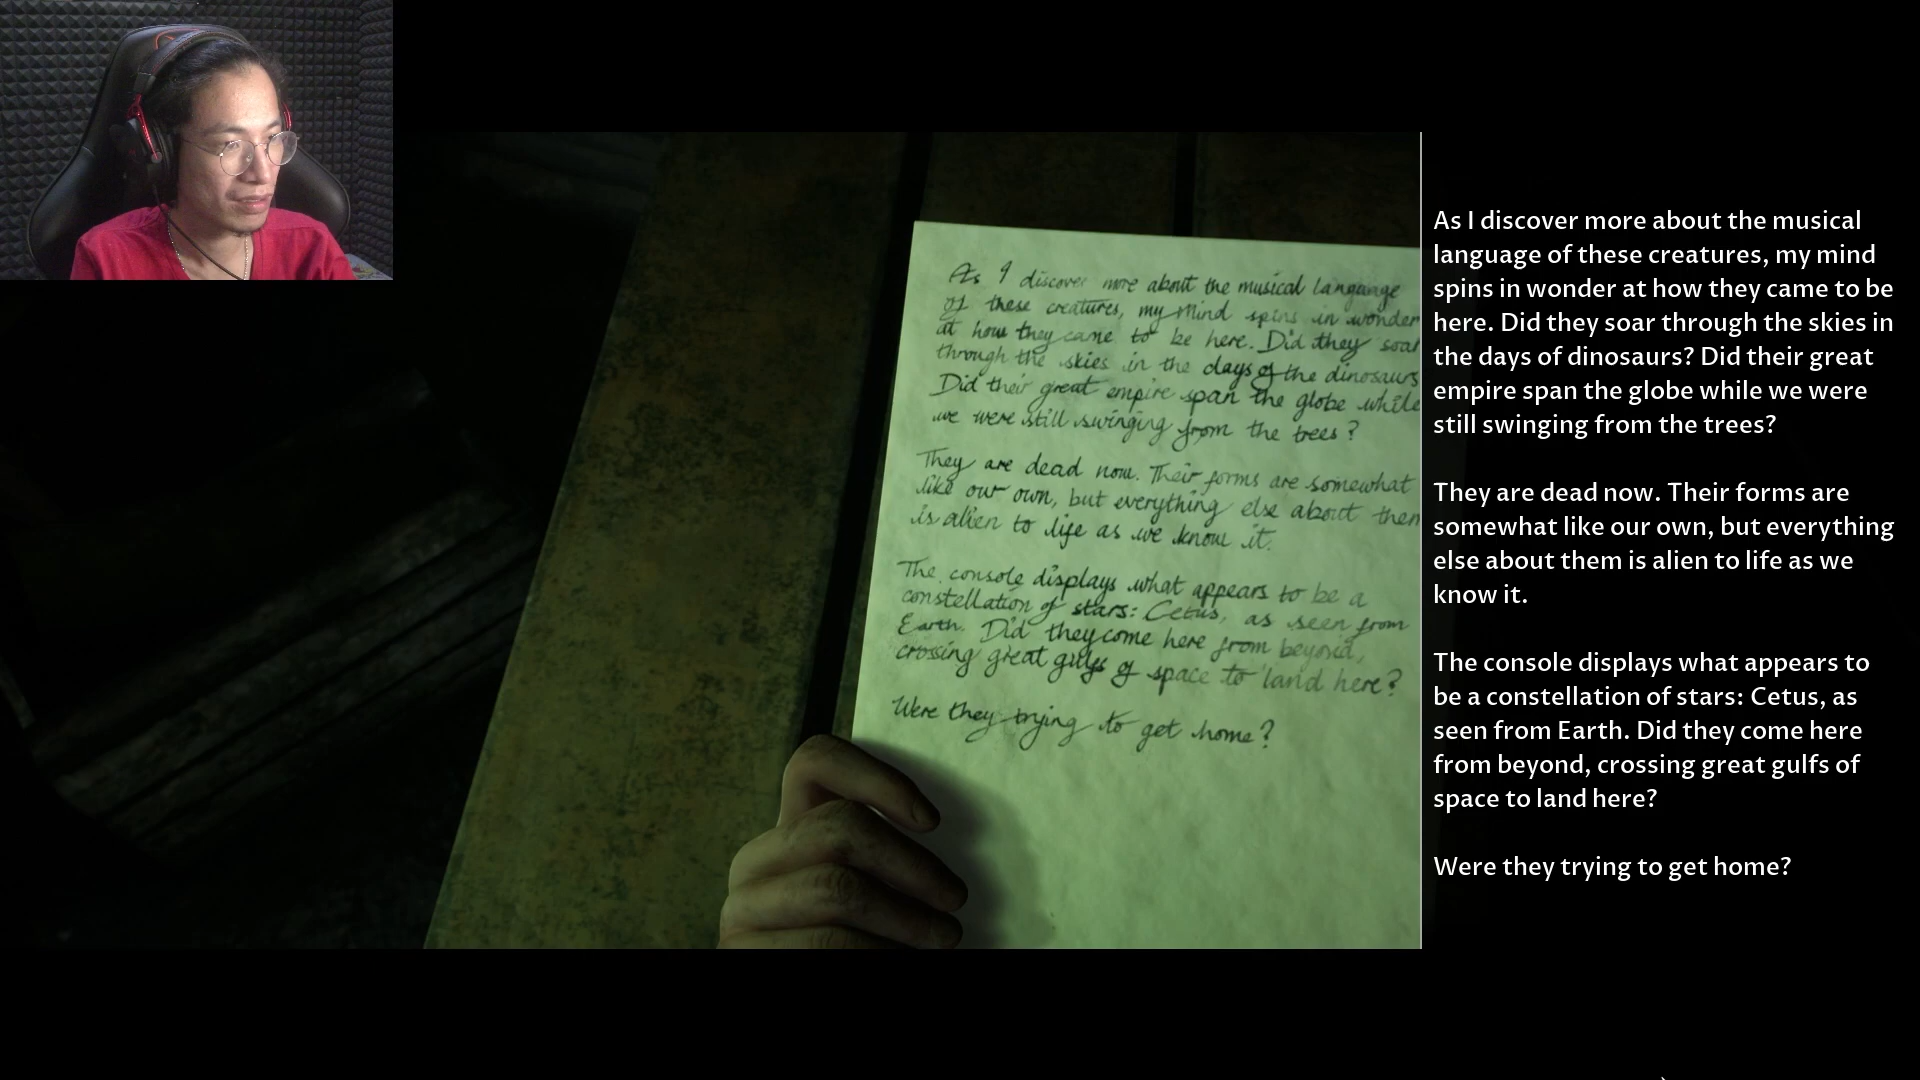 As I discover more about the musical language
of these creatures, my mind spins in wonder
at how they came to be here. Did they soar
through the skies in the days of the dinosaurs
Did their great empire span the globe while
we were still swinging from the trees?
They are dead now. Their forms are somewhat
like our own, but everything else about them
is alien to life as we know it.
The console displays what appears to be a
constellation of stars: Cetus, as seen from
Earth. Did they come here from beyond,
crossing great gulfs of space to land here?
Were they trying to get home?
As I discover more about the musical
language of these creatures, my mind
spins in wonder at how they came to be
here. Did they soar through the skies in
the days of dinosaurs? Did their great
empire span the globe while we were
still swinging from the trees?
They are dead now. Their forms are
somewhat like our own, but everything
else about them is alien to life as we
know it.
The console displays what appears to
be a constellation of stars: Cetus, as
seen from Earth. Did they come here
from beyond, crossing great gulfs of
space to land here?
Were they trying to get home?